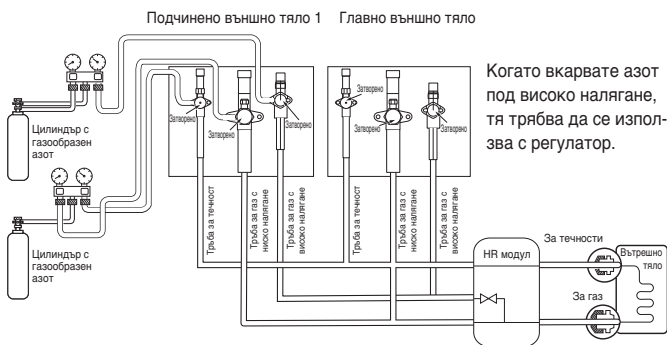 Подчинено външно тяло 1
Главно външно тяло
Затворено
Затворено
Затворено
Затворено
Затворено
Затворено
Когато вкарвате азот
под високо налягане,
тя трябва да се изпол-
зва с регулатор.
Цилиндър с
газообразен
азот
Цилиндър с
газообразен
азот
Тръба за течност
Тръба за газ с
ниско налягане
Тръба за газ с
високо налягане
Тръба за течност
Тръба за газ с
ниско налягане
Тръба за газ с
високо налягане
HR модул
За течности
За газ
Вътрешно
тяло